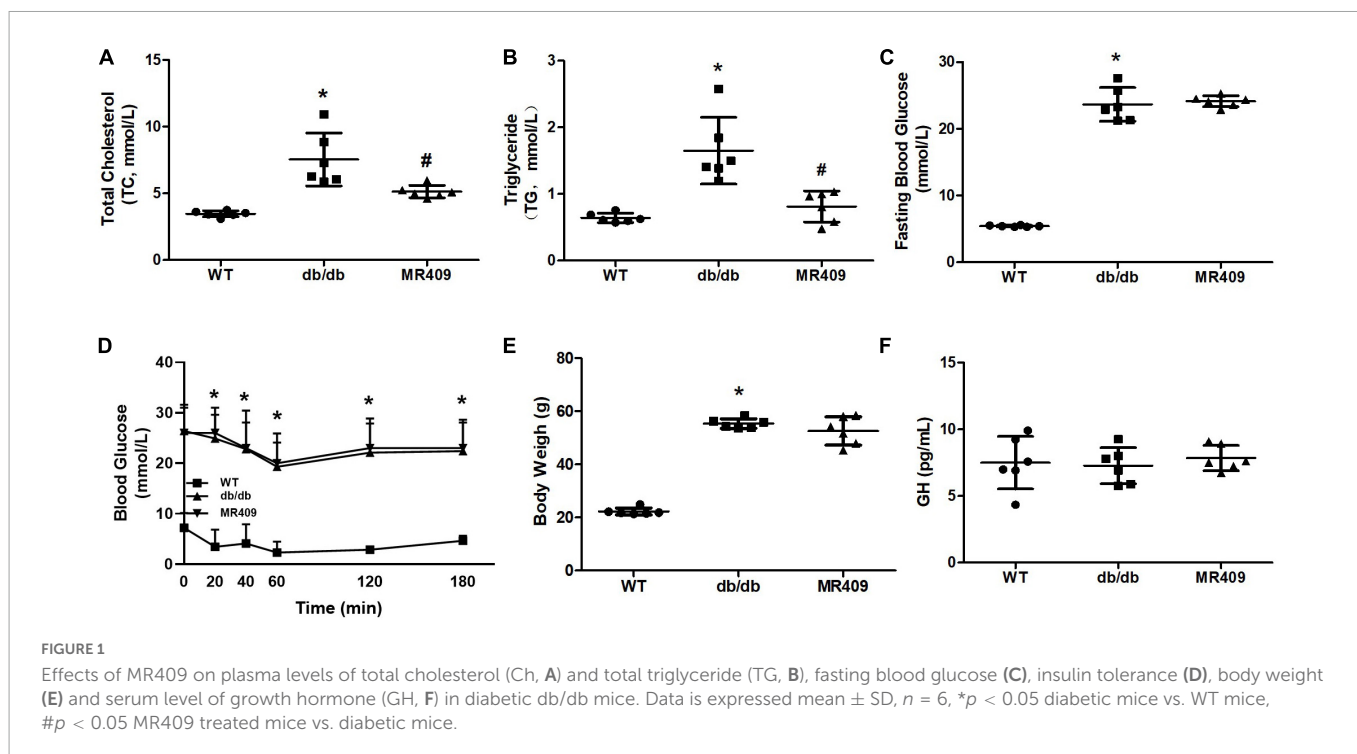 A
Total Cholesterol
(TC, mmol/L)
15
10
5
0
*
#
WT
db/db
MR409
B
Triglyceride
(TG, mmol/L)
3
2
1
0
*
#
WT
db/db
MR409
C
Fasting Blood Glucose
(mmol/L)
30
20
10
0
*
WT
db/db
MR409
D
Blood Glucose
(mmol/L)
40
30
20
10
0
* * * * *
WT
db/db
MR409
0 20 40 60 120 180
Time (min)
E
Body Weigh (g)
80
60
40
20
0
*
WT
db/db
MR409
F
GH (pg/mL)
15
10
5
0
WT
db/db
MR409
FIGURE 1
Effects of MR409 on plasma levels of total cholesterol (Ch, A) and total triglyceride (TG, B), fasting blood glucose (C), insulin tolerance (D), body weight
(E) and serum level of growth hormone (GH, F) in diabetic db/db mice. Data is expressed mean ± SD, n = 6, *p < 0.05 diabetic mice vs. WT mice,
#p < 0.05 MR409 treated mice vs. diabetic mice.